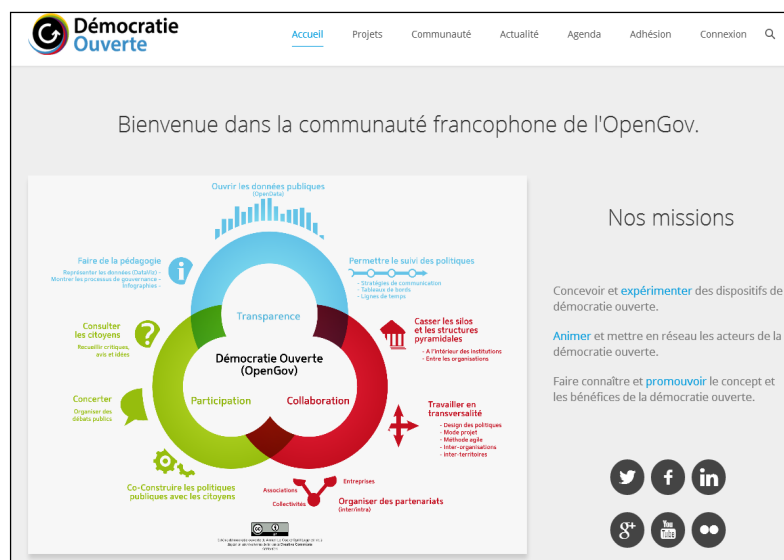 Démocratie
Ouverte
Accueil
Projets
Communauté
Actualité
Agenda
Adhésion
Connexion
Bienvenue dans la communauté francophone de l'OpenGov.
Ouvrir les données publiques
(OpenData)
Faire de la pédagogie
Représenter les données (DataViz) -
Montrer les processus de gouvernance -
Infographies -
Permettre le suivi des politiques
- Stratégies de communication
- Tableaux de bords
- Lignes de temps
Transparence
Consulter
les citoyens
Recueillir critiques,
avis et idées
Casser les silos
et les structures
pyramidales
- A l'intérieur des institutions
- Entre les organisations
Démocratie Ouverte
(OpenGov)
Participation
Collaboration
Concerter
Organiser des
débats publics
Travailler en
transversalité
- Design des politiques
- Mode projet
- Méthode agile
- Inter-organisations
- Inter-territoires
Co-Construire les politiques
publiques avec les citoyens
Associations
Entreprises
Collectivités
Organiser des partenariats
(inter/intra)
Nos missions
Concevoir et expérimenter des dispositifs de
démocratie ouverte.
Animer et mettre en réseau les acteurs de la
démocratie ouverte.
Faire connaître et promouvoir le concept et
les bénéfices de la démocratie ouverte.
f
in
g+
You
Tube